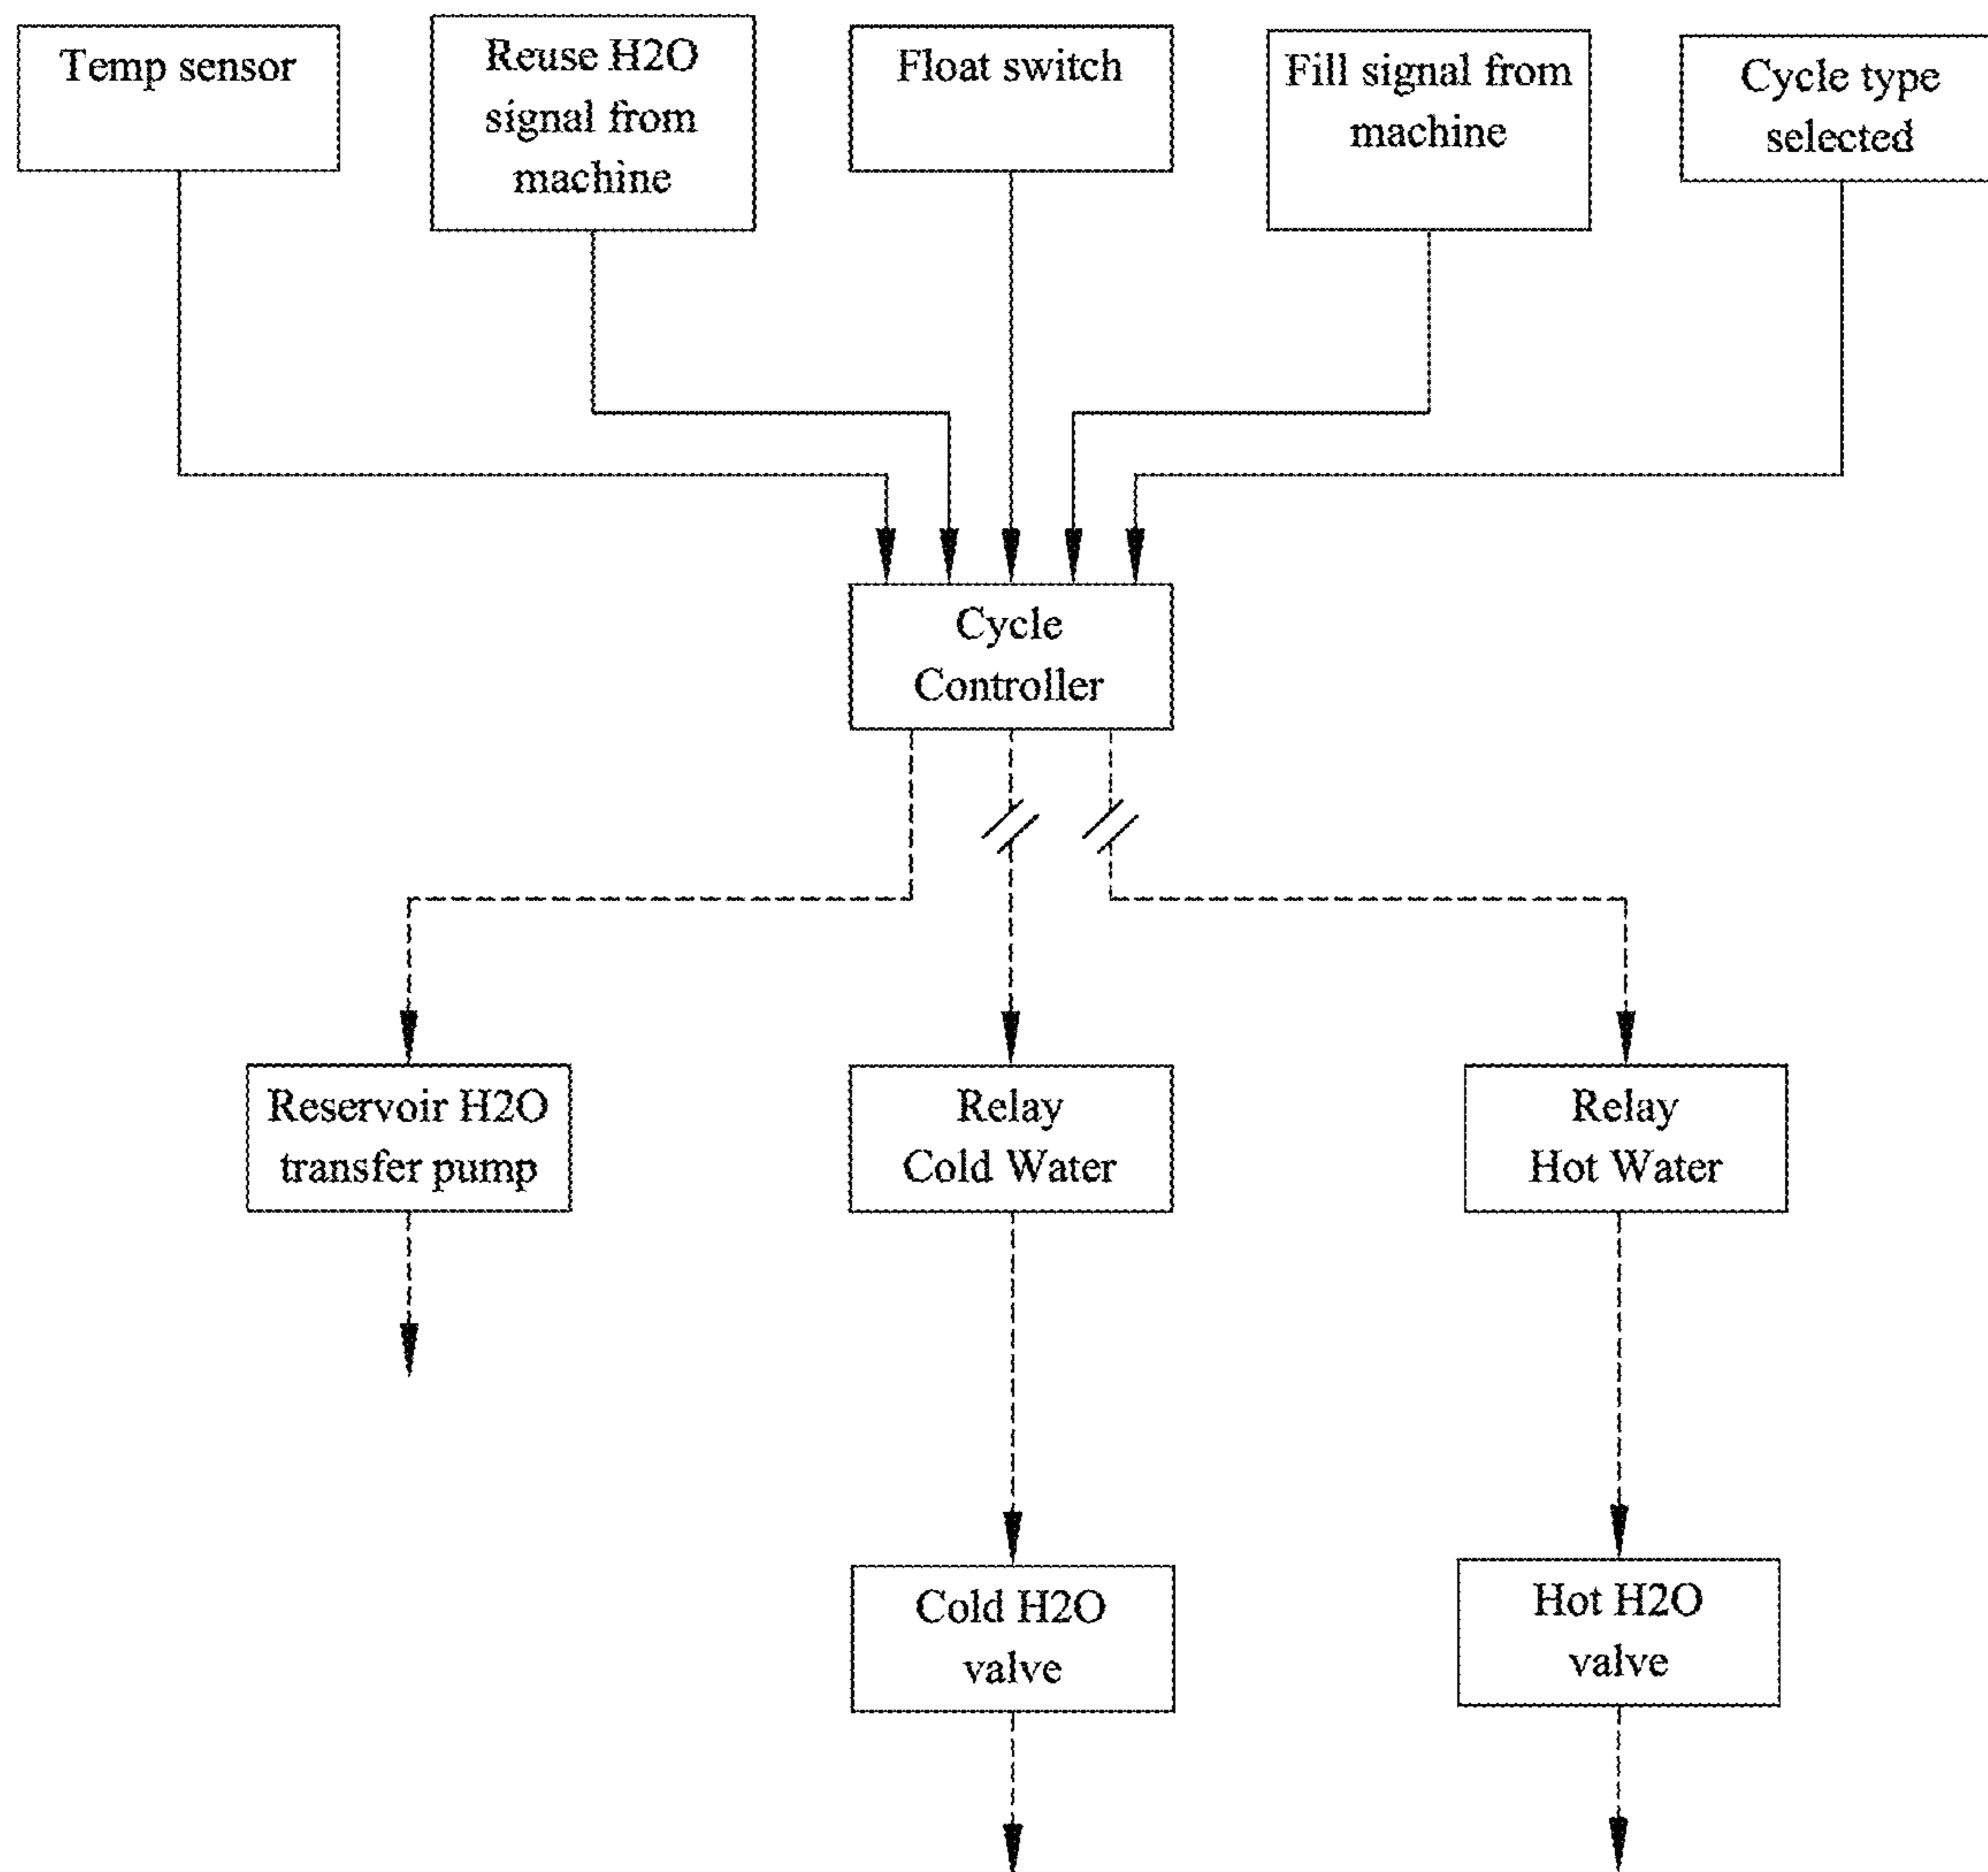 Temp sensor
Reuse H2O
signal from
machine
Float switch
Fill signal from
machine
Cycle type
selected
Cycle
Controller
Reservoir H2O
transfer pump
Relay
Cold Water
Relay
Hot Water
Cold H2O
valve
Hot H2O
valve